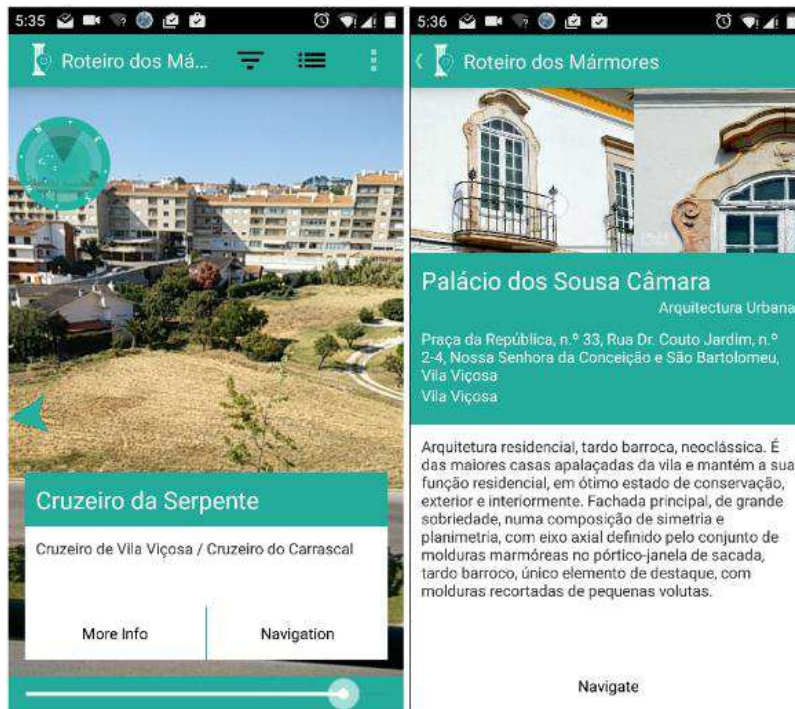 5:35
Roteiro dos Má...
Cruzeiro da Serpente
Cruzeiro de Vila Viçosa / Cruzeiro do Carrascal
More Info
Navigation
5:36
Roteiro dos Mármores
Palácio dos Sousa Câmara
Arquitectura Urbana
Praça da República, n.º 33, Rua Dr. Couto Jardim, n.º
2-4, Nossa Senhora da Conceição e São Bartolomeu,
Vila Viçosa
Vila Viçosa
Arquitetura residencial, tardo barroca, neoclássica. É
das maiores casas apalaçadas da vila e mantém a sua
função residencial, em ótimo estado de conservação,
exterior e interiormente. Fachada principal, de grande
sobriedade, numa composição de simetria e
planimetria, com eixo axial definido pelo conjunto de
molduras marmóreas no pórtico-janela de sacada,
tardo barroco, único elemento de destaque, com
molduras recortadas de pequenas volutas.
Navigate